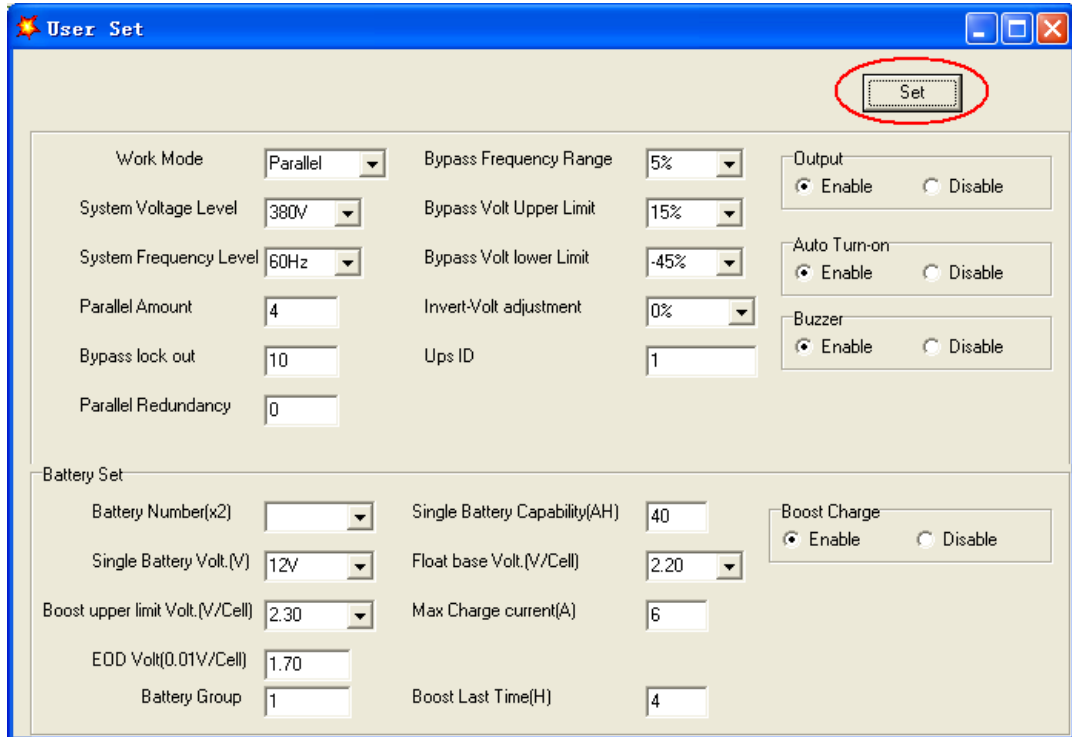 User Set
Set
Work Mode Parallel Bypass Frequency Range 5% Output
Enable Disable
System Voltage Level 380V Bypass Volt Upper Limit 15%
System Frequency Level 60Hz Bypass Volt lower Limit -45% Auto Turn-on
Enable Disable
Parallel Amount 4 Invert-Volt adjustment 0% Buzzer
Bypass lock out 10 Ups ID 1 Enable Disable
Parallel Redundancy 0
Battery Set
Battery Number(x2) Single Battery Capability(AH) 40 Boost Charge
Enable Disable
Single Battery Volt.(V) 12V Float base Volt.(V/Cell) 2.20
Boost upper limit Volt.(V/Cell) 2.30 Max Charge current(A) 6
EOD Volt(0.01V/Cell) 1.70
Battery Group 1 Boost Last Time(H) 4